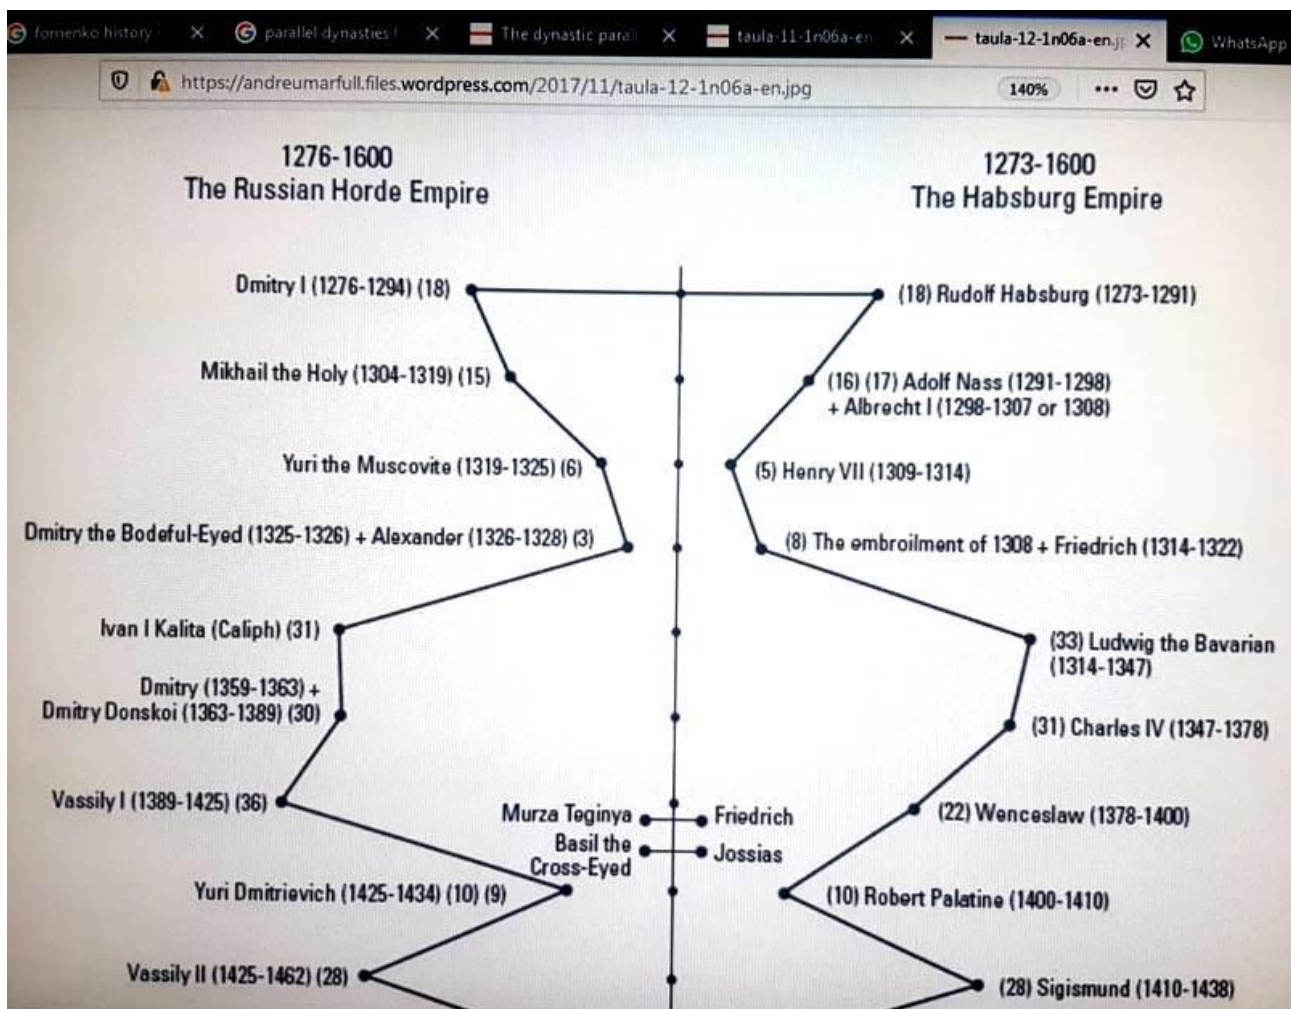 fomenko history -
parallel dynasties f
The dynastic paral
taula-11-1n06a-en
taula-12-1n06a-en.jp
WhatsApp
https://andreumarfull.files.wordpress.com/2017/11/taula-12-1n06a-en.jpg
140%
1276-1600
The Russian Horde Empire
1273-1600
The Habsburg Empire
Dmitry I (1276-1294) (18)
(18) Rudolf Habsburg (1273-1291)
Mikhail the Holy (1304-1319) (15)
(16) (17) Adolf Nass (1291-1298)
+ Albrecht I (1298-1307 or 1308)
Yuri the Muscovite (1319-1325) (6)
(5) Henry VII (1309-1314)
Dmitry the Bodeful-Eyed (1325-1326) + Alexander (1326-1328) (3)
(8) The embroilment of 1308 + Friedrich (1314-1322)
Ivan I Kalita (Caliph) (31)
(33) Ludwig the Bavarian
(1314-1347)
Dmitry (1359-1363) +
Dmitry Donskoi (1363-1389) (30)
(31) Charles IV (1347-1378)
Vassily I (1389-1425) (36)
(22) Wenceslaw (1378-1400)
Murza Teginya
Friedrich
Basil the
Cross-Eyed
Jossias
Yuri Dmitrievich (1425-1434) (10) (9)
(10) Robert Palatine (1400-1410)
Vassily II (1425-1462) (28)
(28) Sigismund (1410-1438)